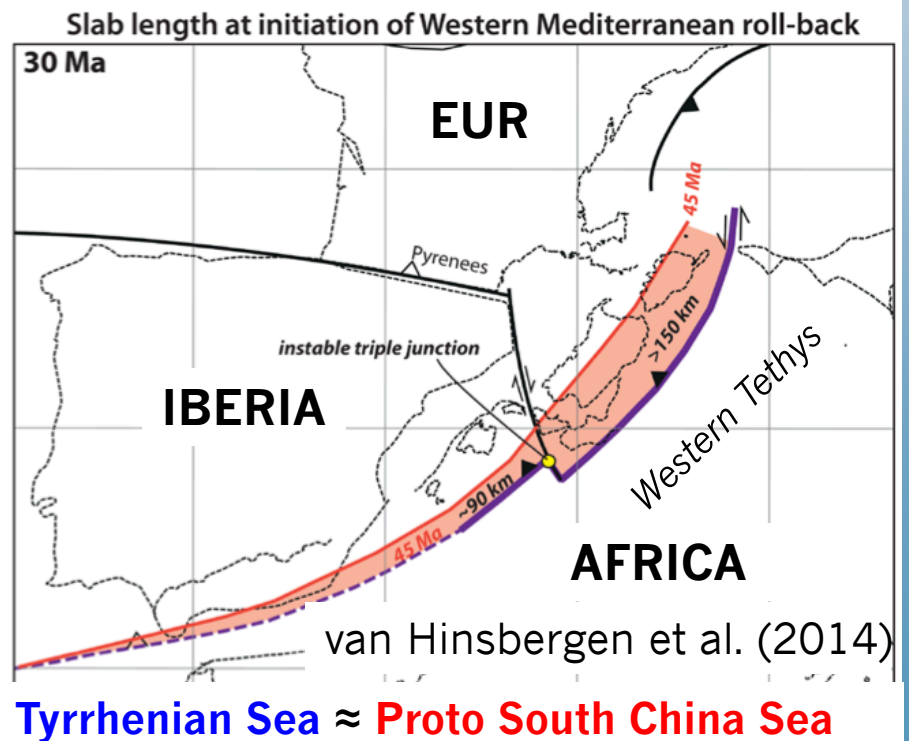 Slab length at initiation of Western Mediterranean roll-back
30 Ma
EUR
45 Ma
Pyrenees
>150 km
instable triple junction
IBERIA
Western Tethys
~90 km
45 Ma
AFRICA
van Hinsbergen et al. (2014)
Tyrrhenian Sea ≈ Proto South China Sea